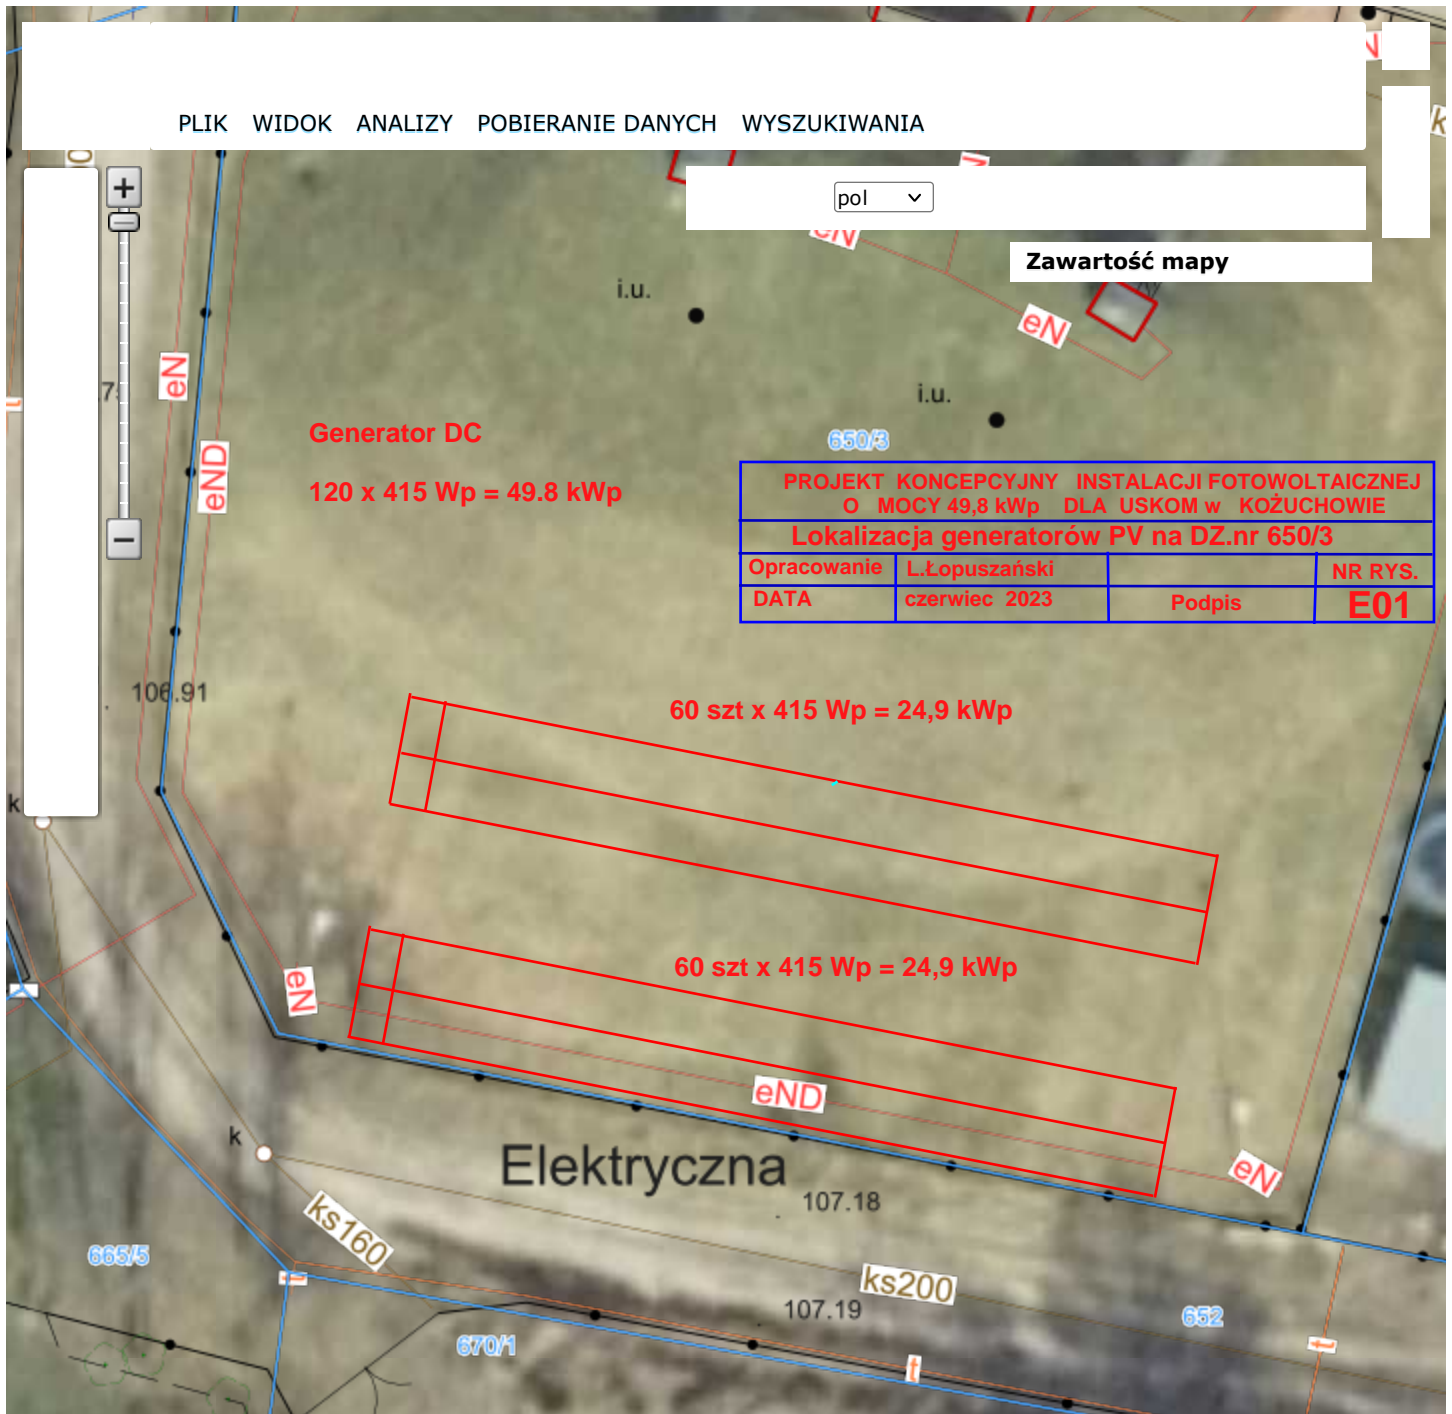 PLIK WIDOK ANALIZY POBIERANIE DANYCH WYSZUKIWANIA
pol
Zawartość mapy
eN
i.u.
eN
eN
i.u.
650/3
Generator DC
eND
120 x 415 Wp = 49.8 kWp
PROJEKT KONCEPCYJNY INSTALACJI FOTOWOLTAICZNEJ
O MOCY 49,8 kWp DLA USKOM w KOŻUCHOWIE
Lokalizacja generatorów PV na DZ.nr 650/3
Opracowanie L.Łopuszański NR RYS.
DATA czerwiec 2023 Podpis E01
106.91
60 szt x 415 Wp = 24,9 kWp
k
60 szt x 415 Wp = 24,9 kWp
eN
eND
k
Elektryczna
eN
107.18
ks160
665/5
t
ks200
107.19
652
670/1
t
t